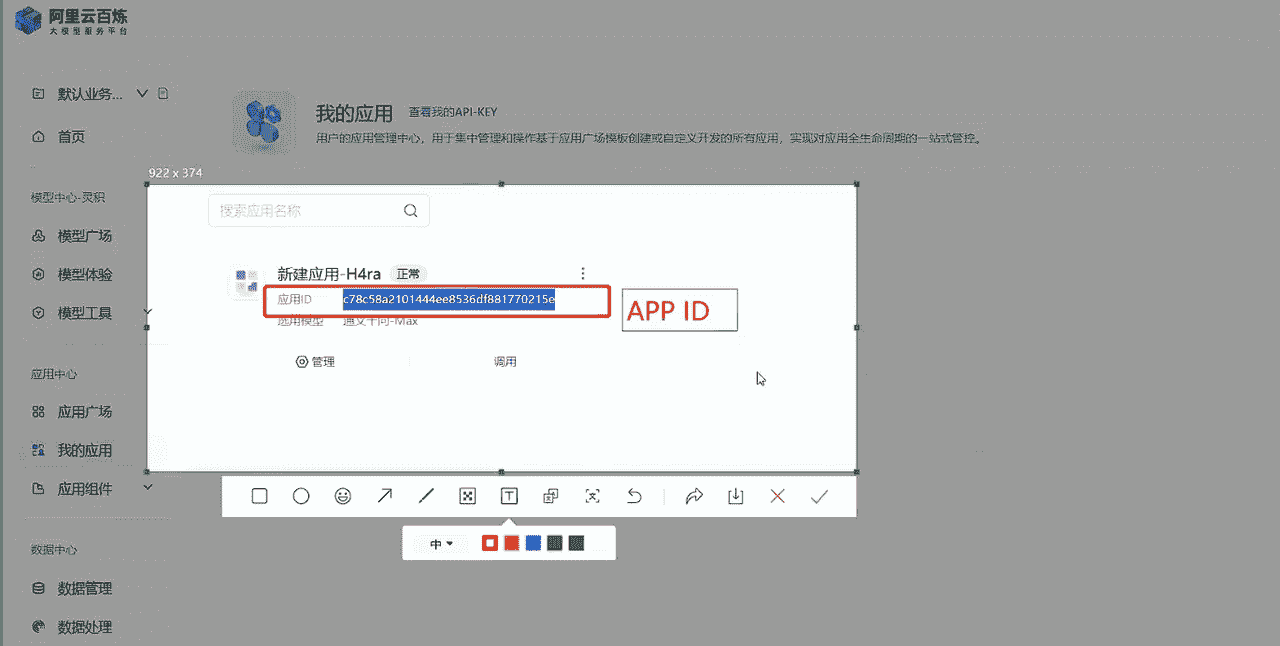 阿里云百炼
大模型服务平台
默认业务...
首页
模型中心-灵积
模型广场
模型体验
模型工具
应用中心
应用广场
我的应用
应用组件
数据中心
数据管理
数据处理
我的应用 查看我的API-KEY
用户的应用管理中心，用于集中管理和操作基于应用广场模板创建或自定义开发的所有应用，实现对应用全生命周期的一站式管控。
922 x 374
搜索应用名称
新建应用-H4ra 正常
应用ID c78c58a2101444ee8536df881770215e
选用模型 通义千问-Max
管理 调用
APP ID
中